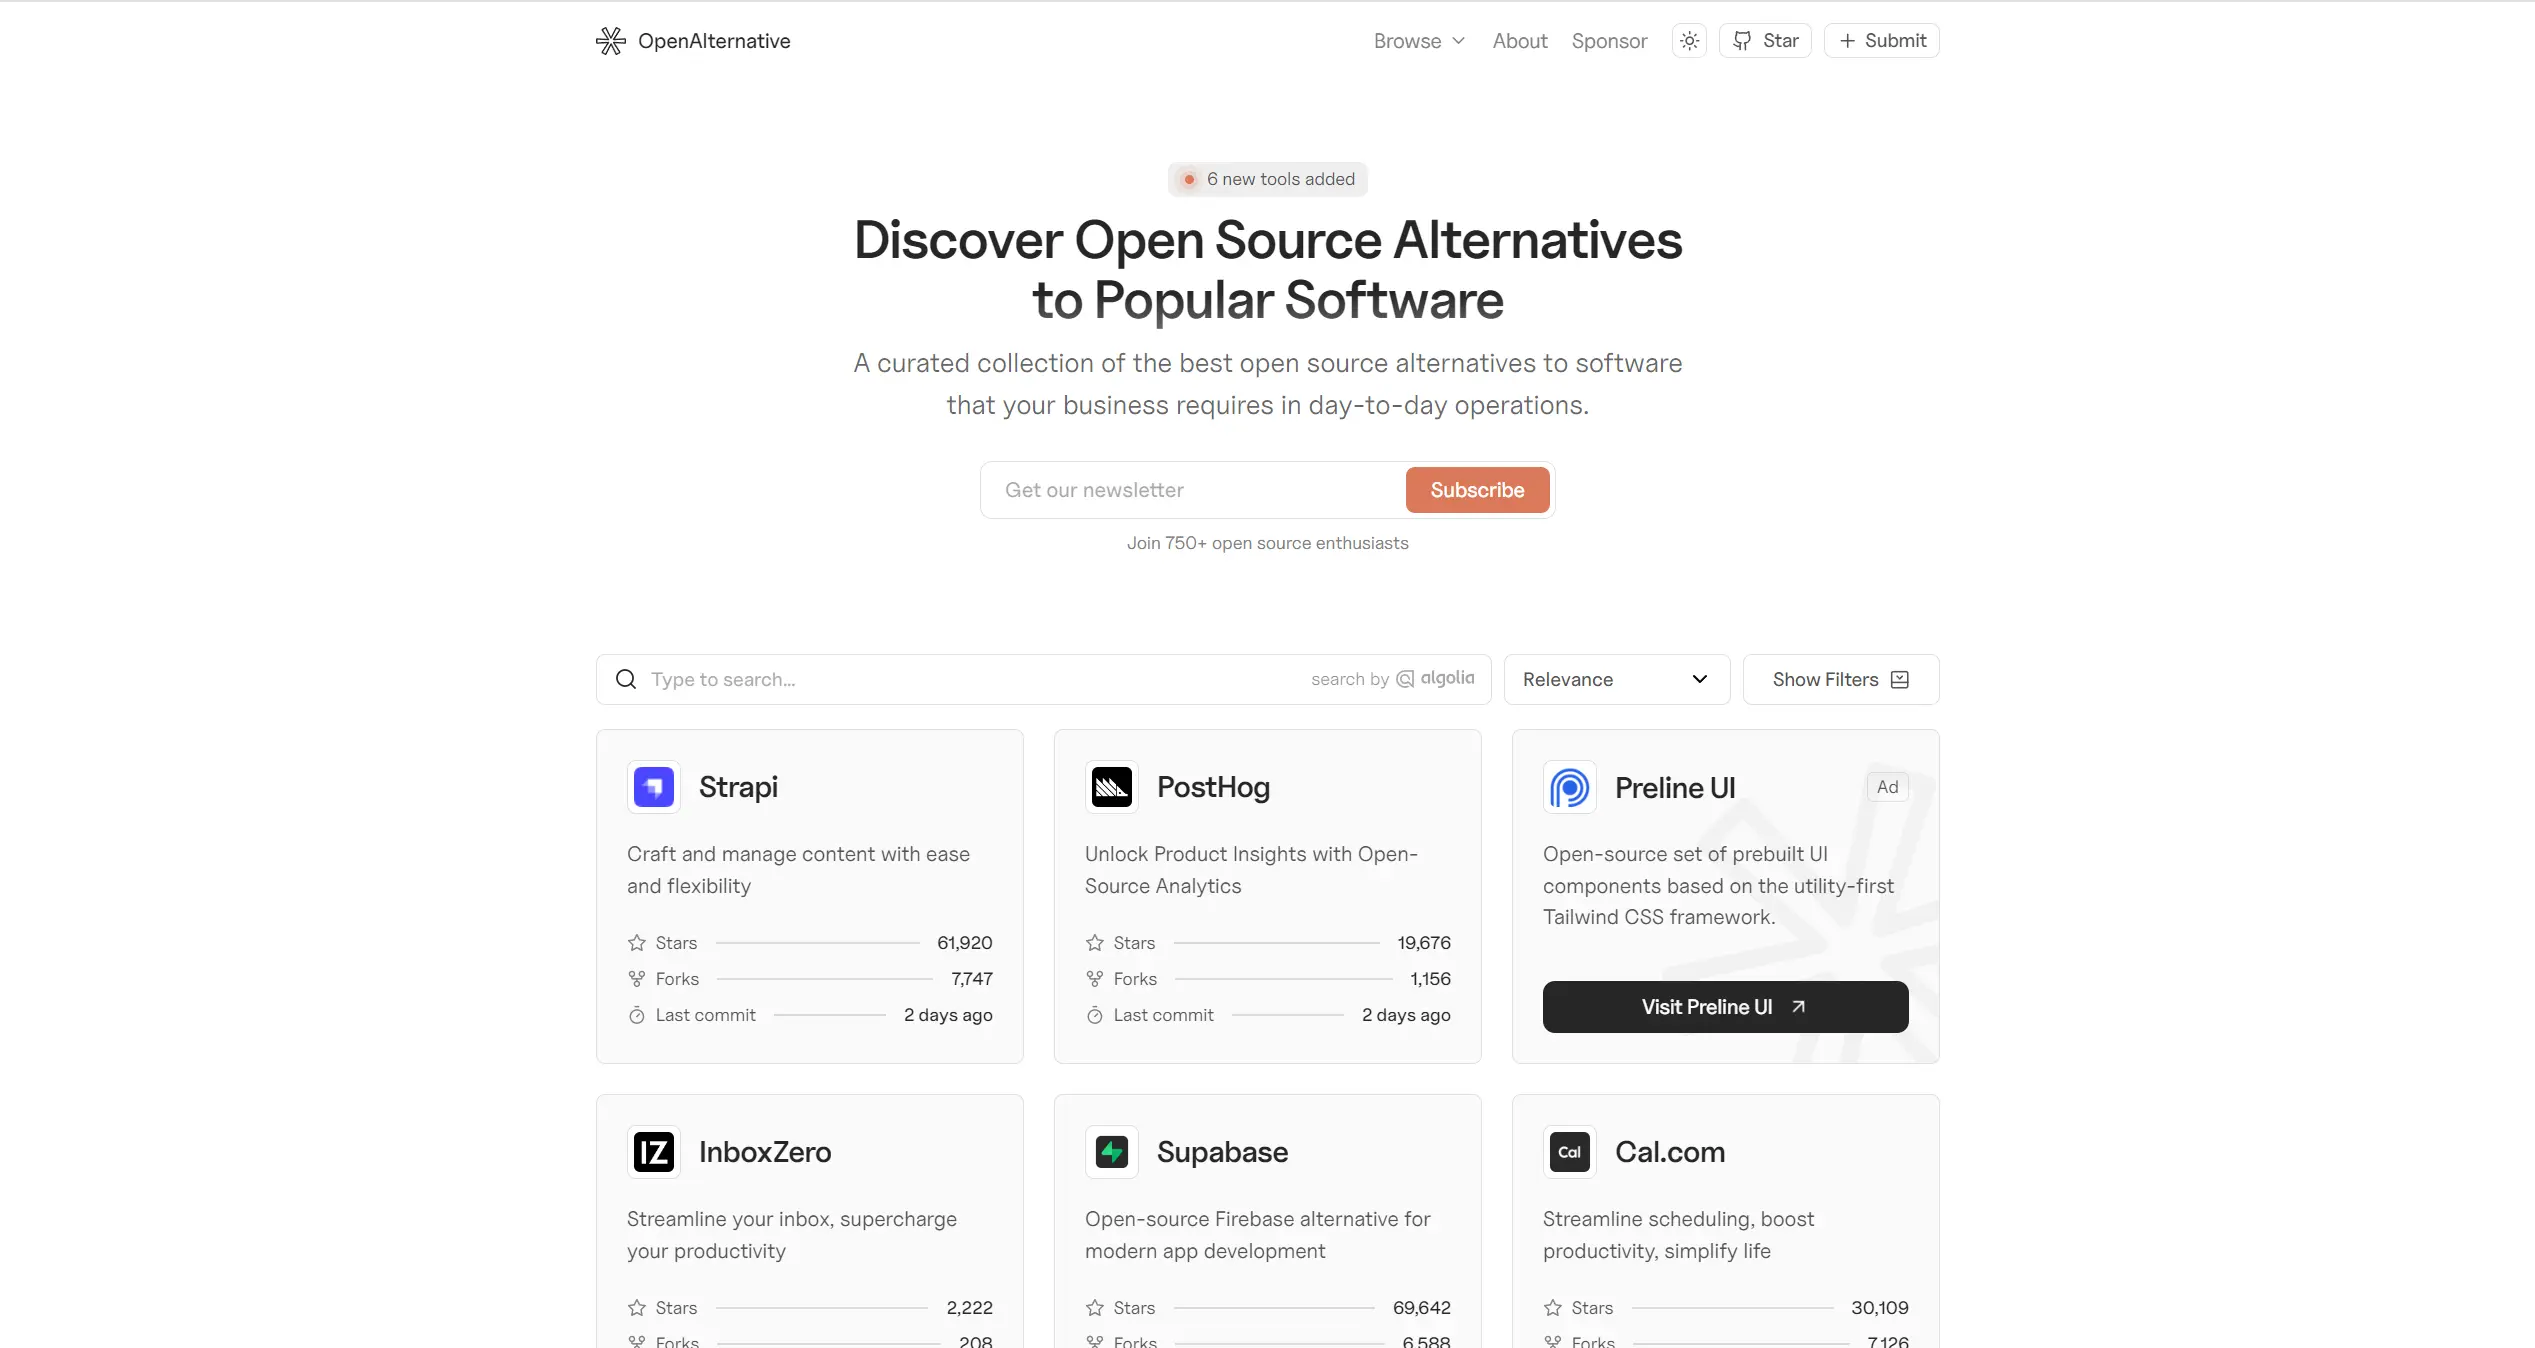 OpenAlternative
Browse
About
Sponsor
Star
Submit
6 new tools added
Discover Open Source Alternatives
to Popular Software
A curated collection of the best open source alternatives to software
that your business requires in day-to-day operations.
Get our newsletter
Subscribe
Join 750+ open source enthusiasts
Type to search...
search by algolia
Relevance
Show Filters
Strapi
Craft and manage content with ease
and flexibility
Stars 61,920
Forks 7,747
Last commit 2 days ago
PostHog
Unlock Product Insights with Open-
Source Analytics
Stars 19,676
Forks 1,156
Last commit 2 days ago
Preline UI
Ad
Open-source set of prebuilt UI
components based on the utility-first
Tailwind CSS framework.
Visit Preline UI
IZ
InboxZero
Streamline your inbox, supercharge
your productivity
Stars 2,222
Forks 208
Supabase
Open-source Firebase alternative for
modern app development
Stars 69,642
Forks 6,588
Cal
Cal.com
Streamline scheduling, boost
productivity, simplify life
Stars 30,109
Forks 7,126